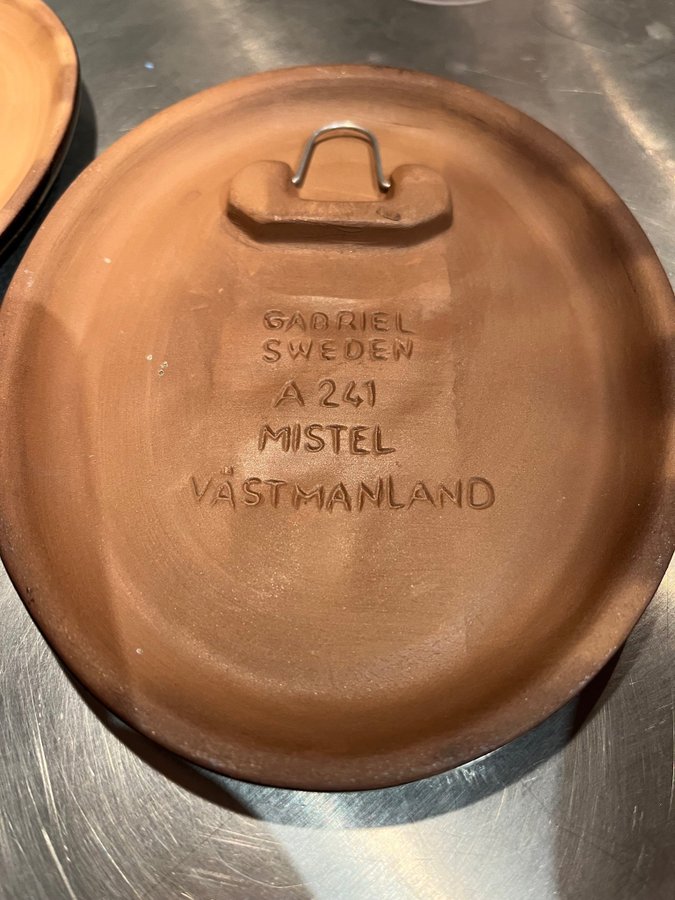 GABRIEL
SWEDEN
A 241
MISTEL
VÄSTMANLAND